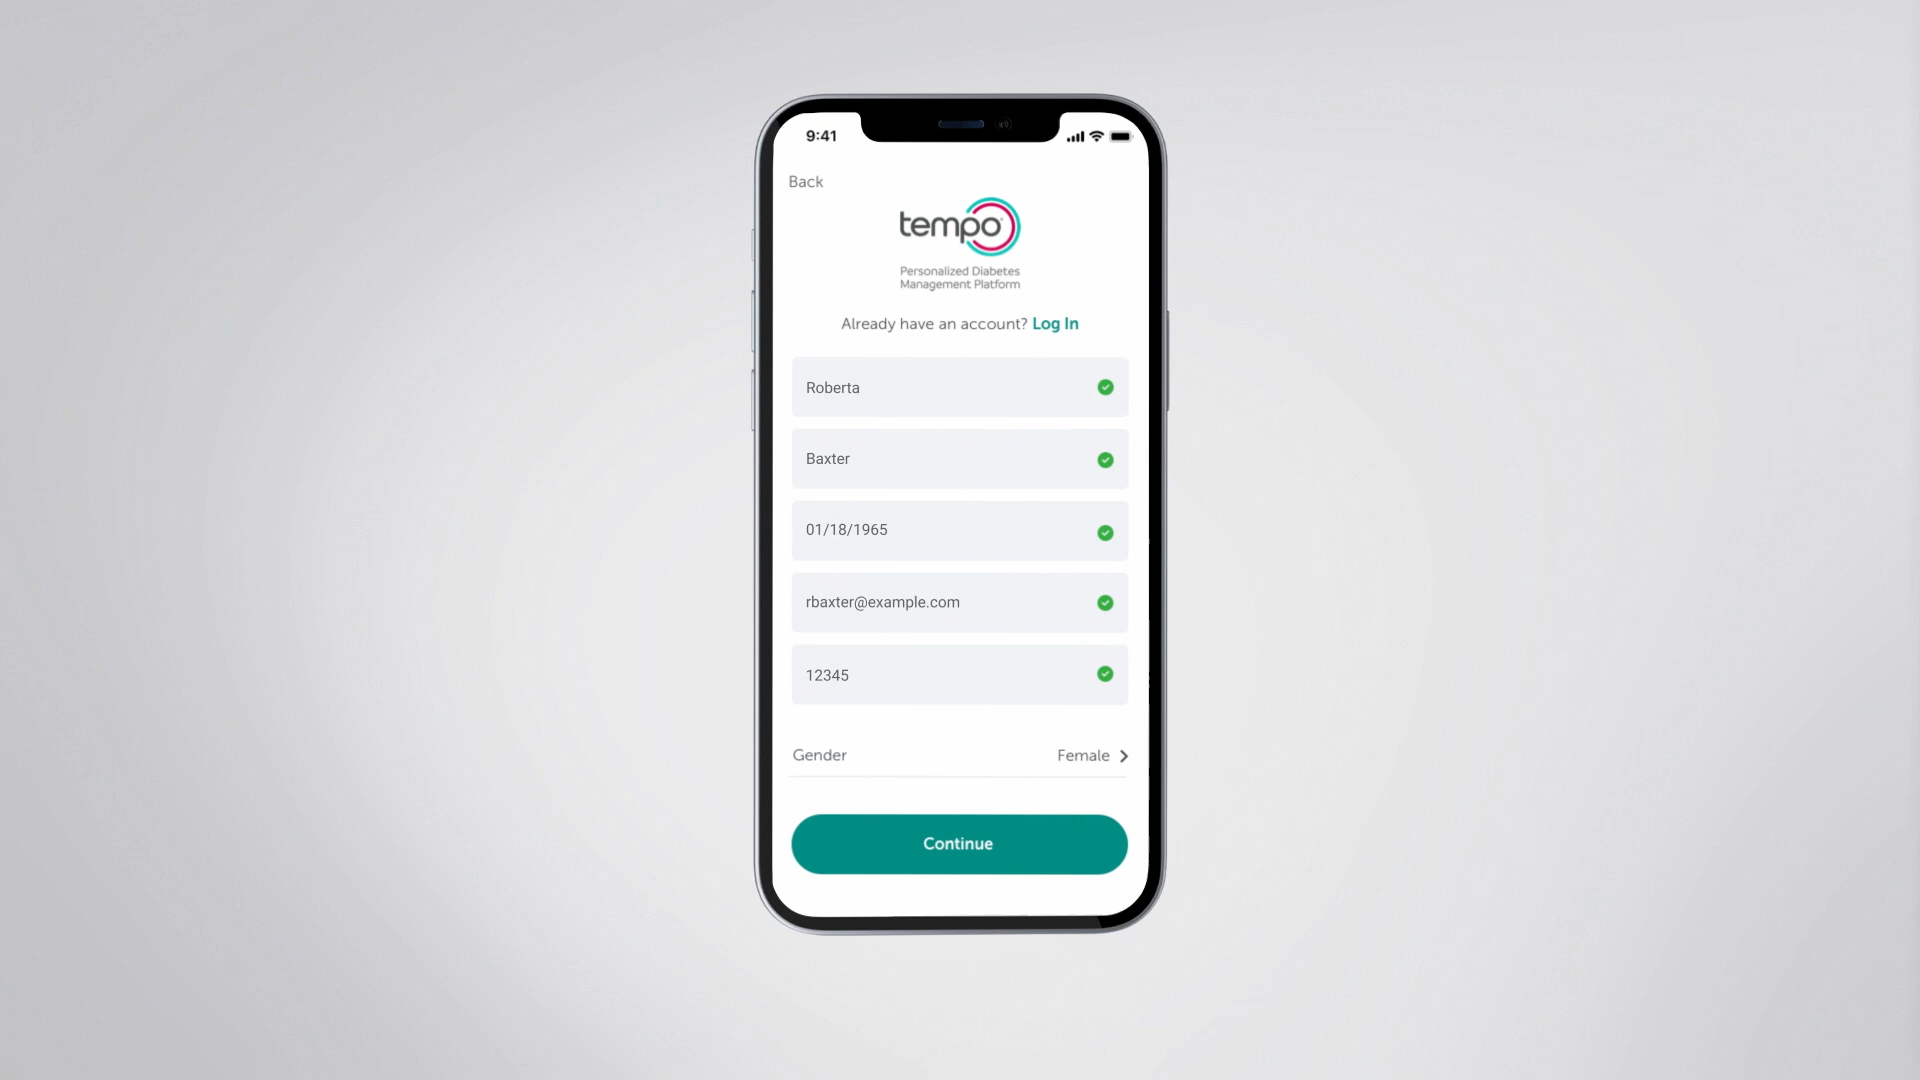 9:41
Back
tempo
Personalized Diabetes
Management Platform
Already have an account? Log In
Roberta
Baxter
01/18/1965
rbaxter@example.com
12345
Gender Female
Continue